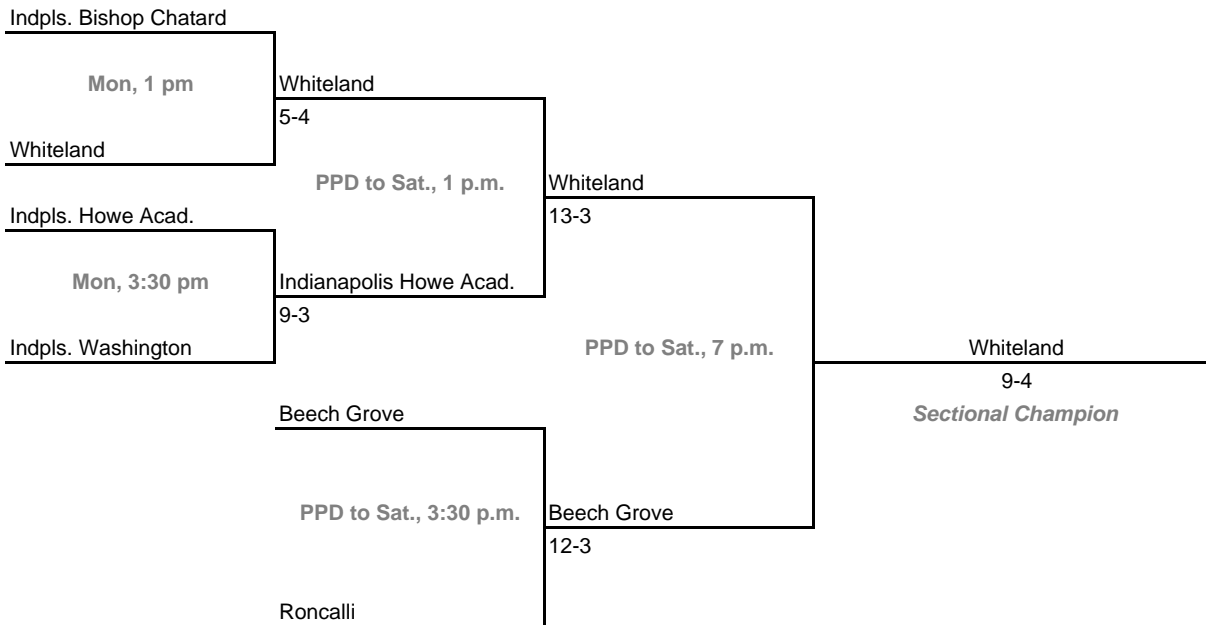 Indpls. Bishop Chatard
Mon, 1 pm
Whiteland
5-4
Whiteland
PPD to Sat., 1 p.m.
Whiteland
13-3
Indpls. Howe Acad.
Mon, 3:30 pm
Indianapolis Howe Acad.
9-3
Indpls. Washington
PPD to Sat., 7 p.m.
Whiteland
9-4
Sectional Champion
Beech Grove
PPD to Sat., 3:30 p.m.
Beech Grove
12-3
Roncalli